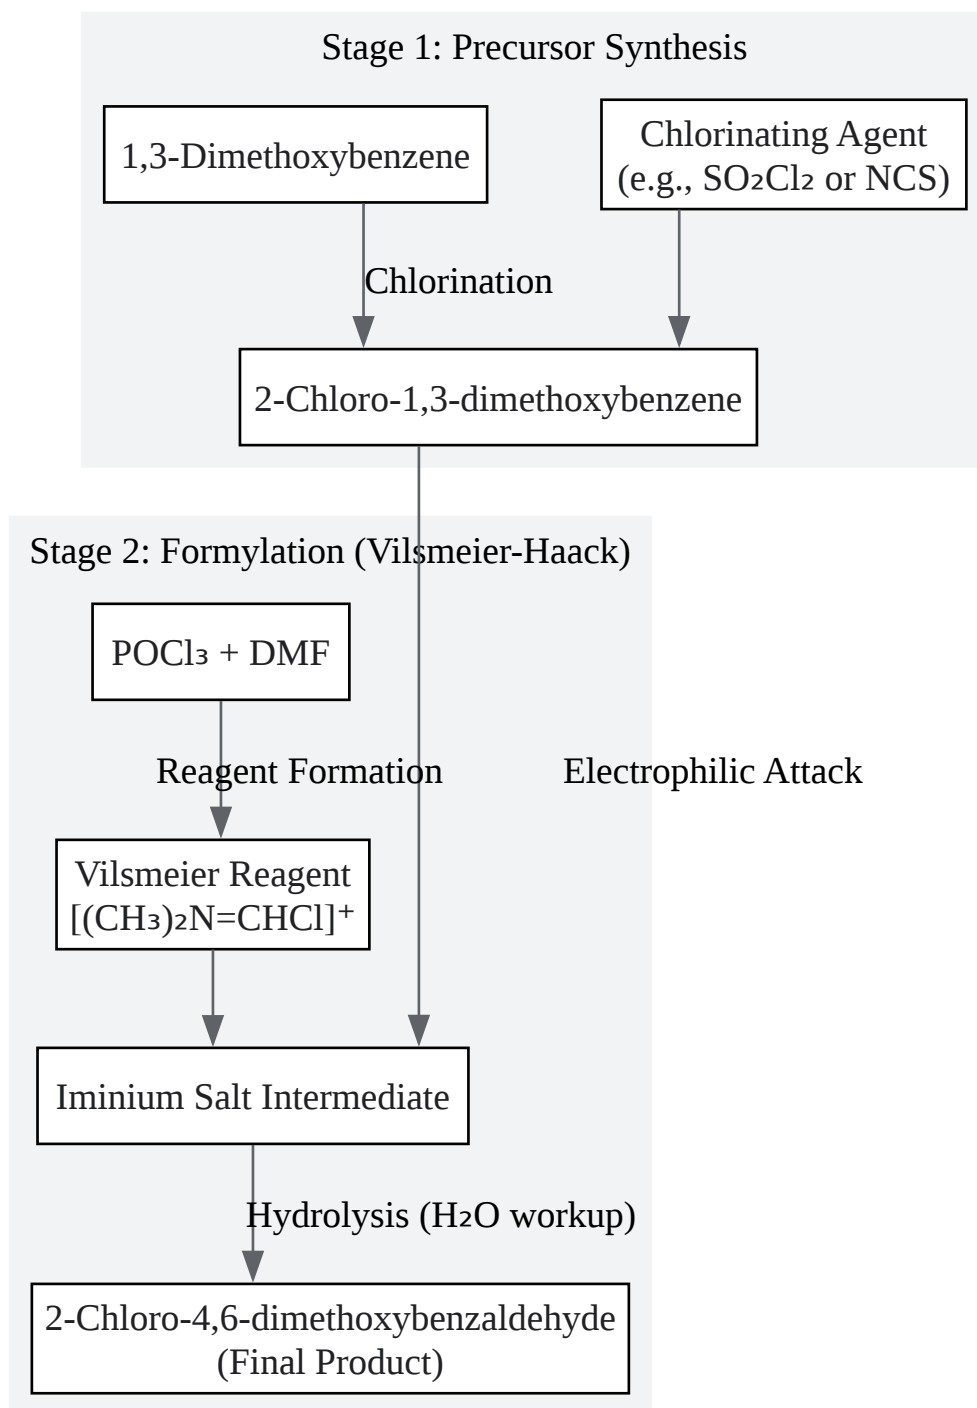 Stage 1: Precursor Synthesis
1,3-Dimethoxybenzene
Chlorinating Agent
(e.g., SO₂Cl₂ or NCS)
Chlorination
2-Chloro-1,3-dimethoxybenzene
Stage 2: Formylation (Vilsmeier-Haack)
POCl₃ + DMF
Reagent Formation
Electrophilic Attack
Vilsmeier Reagent
[(CH₃)₂N=CHCl]⁺
Iminium Salt Intermediate
Hydrolysis (H₂O workup)
2-Chloro-4,6-dimethoxybenzaldehyde
(Final Product)